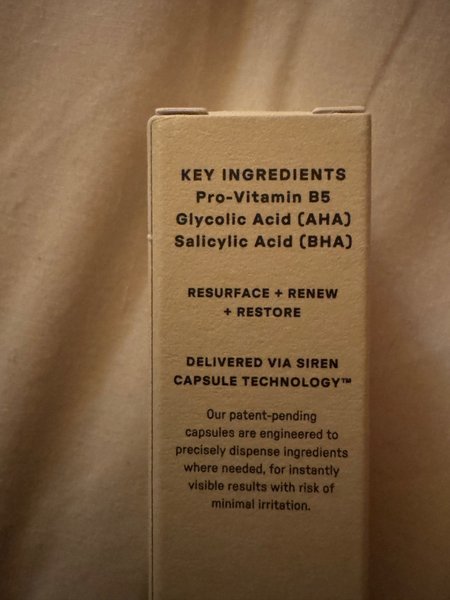 KEY INGREDIENTS
Pro-Vitamin B5
Glycolic Acid (AHA)
Salicylic Acid (BHA)
RESURFACE + RENEW
+ RESTORE
DELIVERED VIA SIREN
CAPSULE TECHNOLOGY™
Our patent-pending
capsules are engineered to
precisely dispense ingredients
where needed, for instantly
visible results with risk of
minimal irritation.